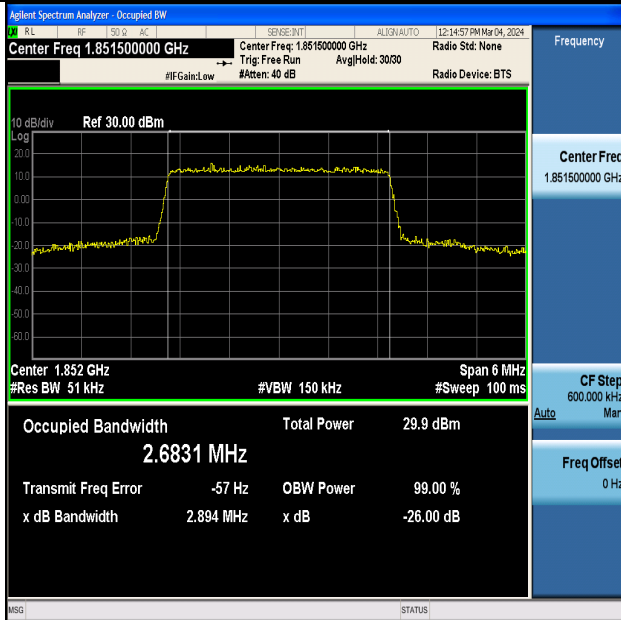 Agilent Spectrum Analyzer - Occupied BW
LXI RL RF 50 Ω AC SENSE:INT ALIGN AUTO 12:14:57 PM Mar 04, 2024
Center Freq 1.851500000 GHz
Center Freq: 1.851500000 GHz
Radio Std: None
Trig: Free Run Avg|Hold: 30/30
#IFGain:Low
#Atten: 40 dB
Radio Device: BTS
10 dB/div Ref 30.00 dBm
Log
20.0
10.0
0.00
-10.0
-20.0
-30.0
-40.0
-50.0
-60.0
Center 1.852 GHz Span 6 MHz
#Res BW 51 kHz #VBW 150 kHz #Sweep 100 ms
Occupied Bandwidth Total Power 29.9 dBm
2.6831 MHz
Transmit Freq Error -57 Hz OBW Power 99.00 %
x dB Bandwidth 2.894 MHz x dB -26.00 dB
Frequency
Center Freq
1.851500000 GHz
CF Step
600.000 kHz
Auto Man
Freq Offset
0 Hz
MSG STATUS